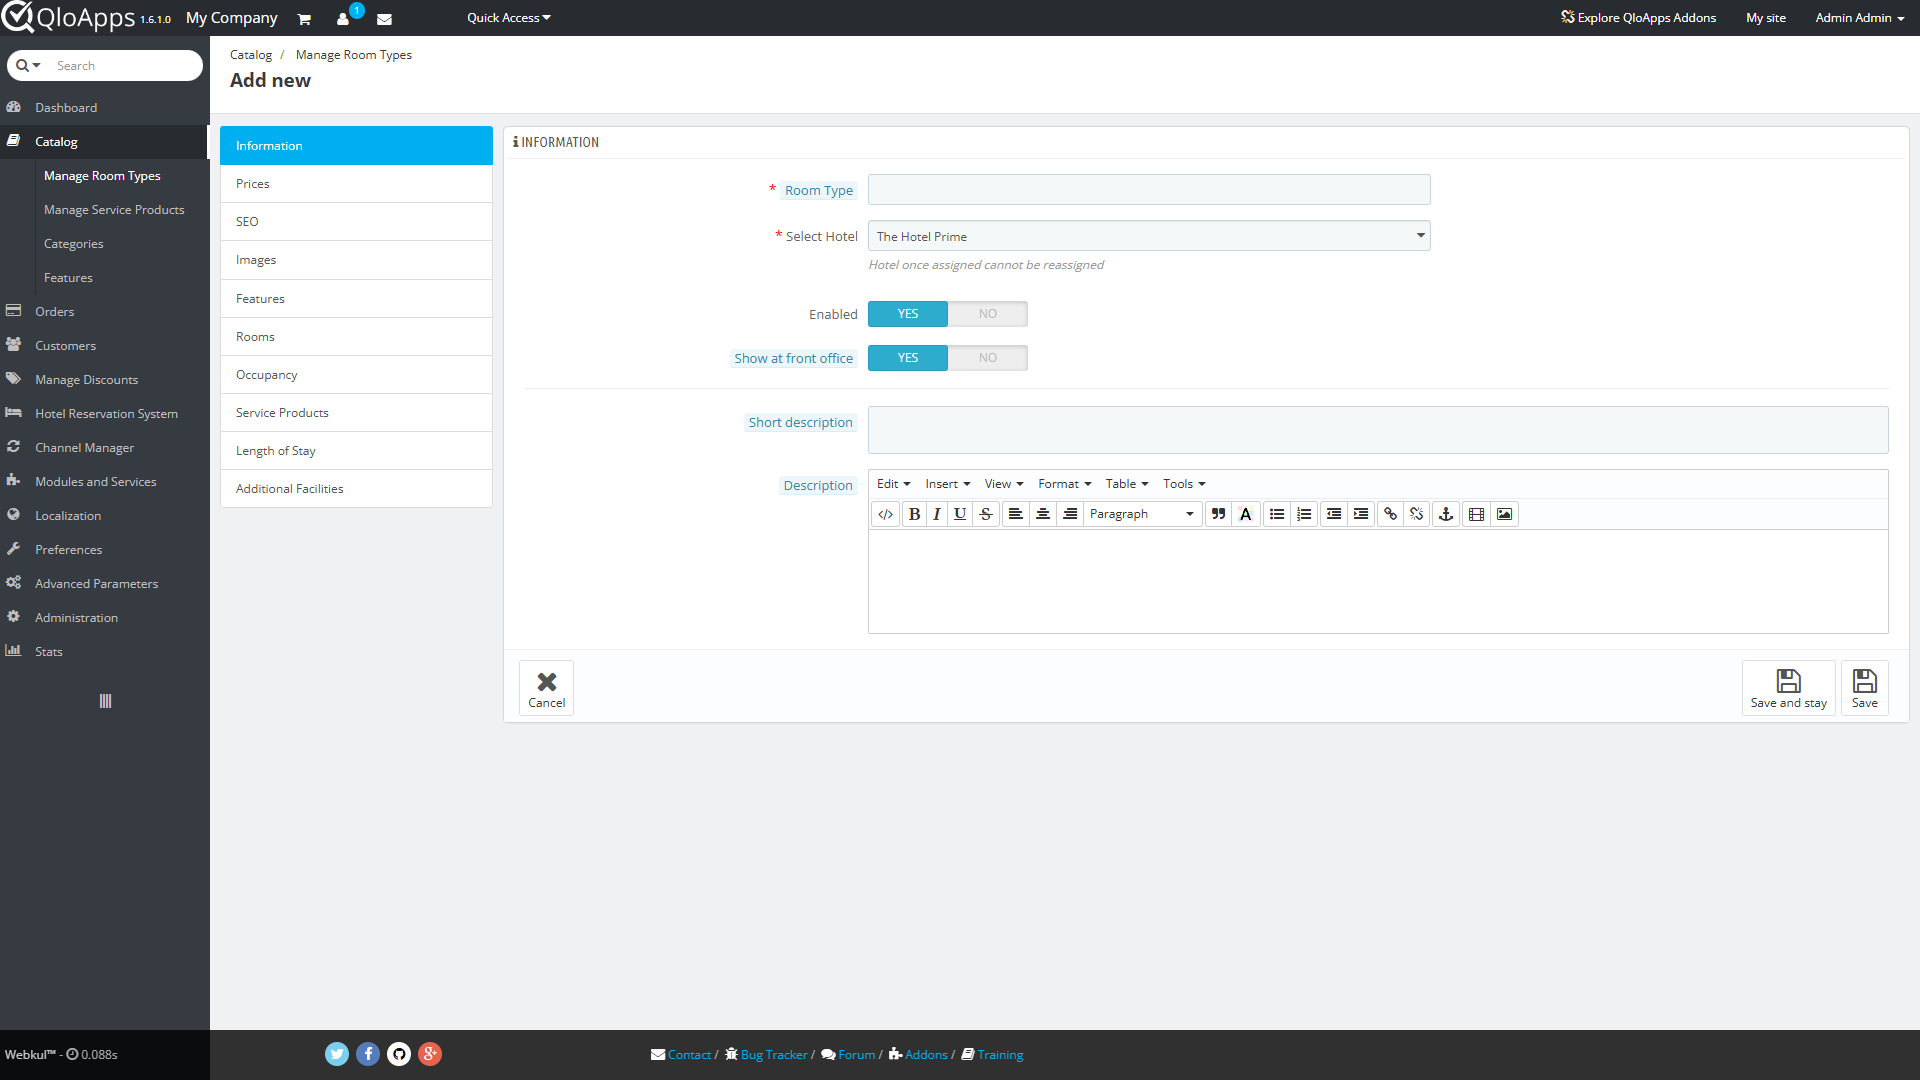 QloApps 1.6.1.0 My Company 1 Quick Access Explore QloApps Addons My site Admin Admin
Search
Dashboard
Catalog
Manage Room Types
Manage Service Products
Categories
Features
Orders
Customers
Manage Discounts
Hotel Reservation System
Channel Manager
Modules and Services
Localization
Preferences
Advanced Parameters
Administration
Stats
Catalog / Manage Room Types
Add new
Information
Prices
SEO
Images
Features
Rooms
Occupancy
Service Products
Length of Stay
Additional Facilities
INFORMATION
* Room Type
* Select Hotel The Hotel Prime
Hotel once assigned cannot be reassigned
Enabled YES NO
Show at front office YES NO
Short description
Description
Edit Insert View Format Table Tools
B I U S Paragraph A
Cancel
Save and stay
Save
Webkul™ - 0.088s
Contact / Bug Tracker / Forum / Addons / Training